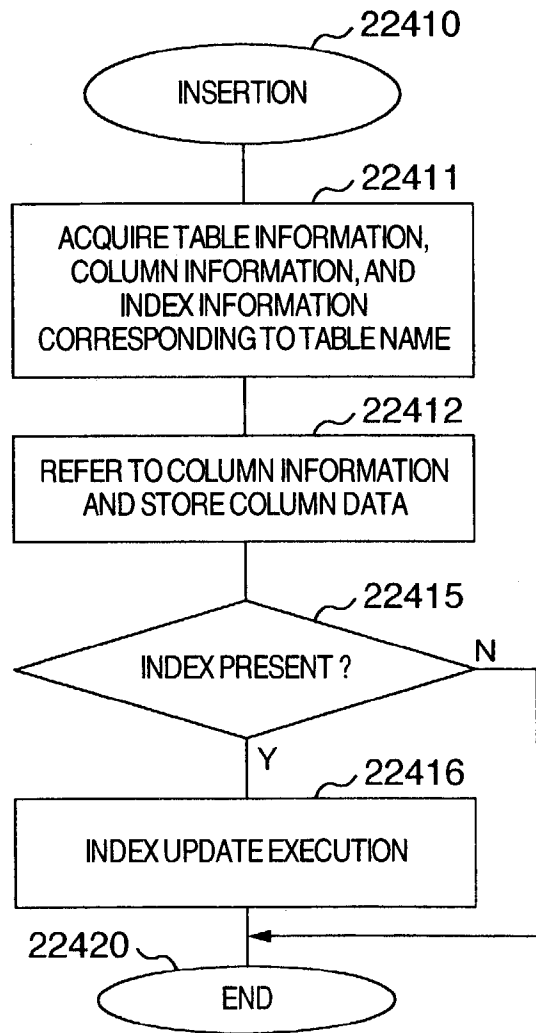 22410
INSERTION
22411
ACQUIRE TABLE INFORMATION,
COLUMN INFORMATION, AND
INDEX INFORMATION
CORRESPONDING TO TABLE NAME
22412
REFER TO COLUMN INFORMATION
AND STORE COLUMN DATA
22415
INDEX PRESENT ?
N
Y
22416
INDEX UPDATE EXECUTION
22420
END